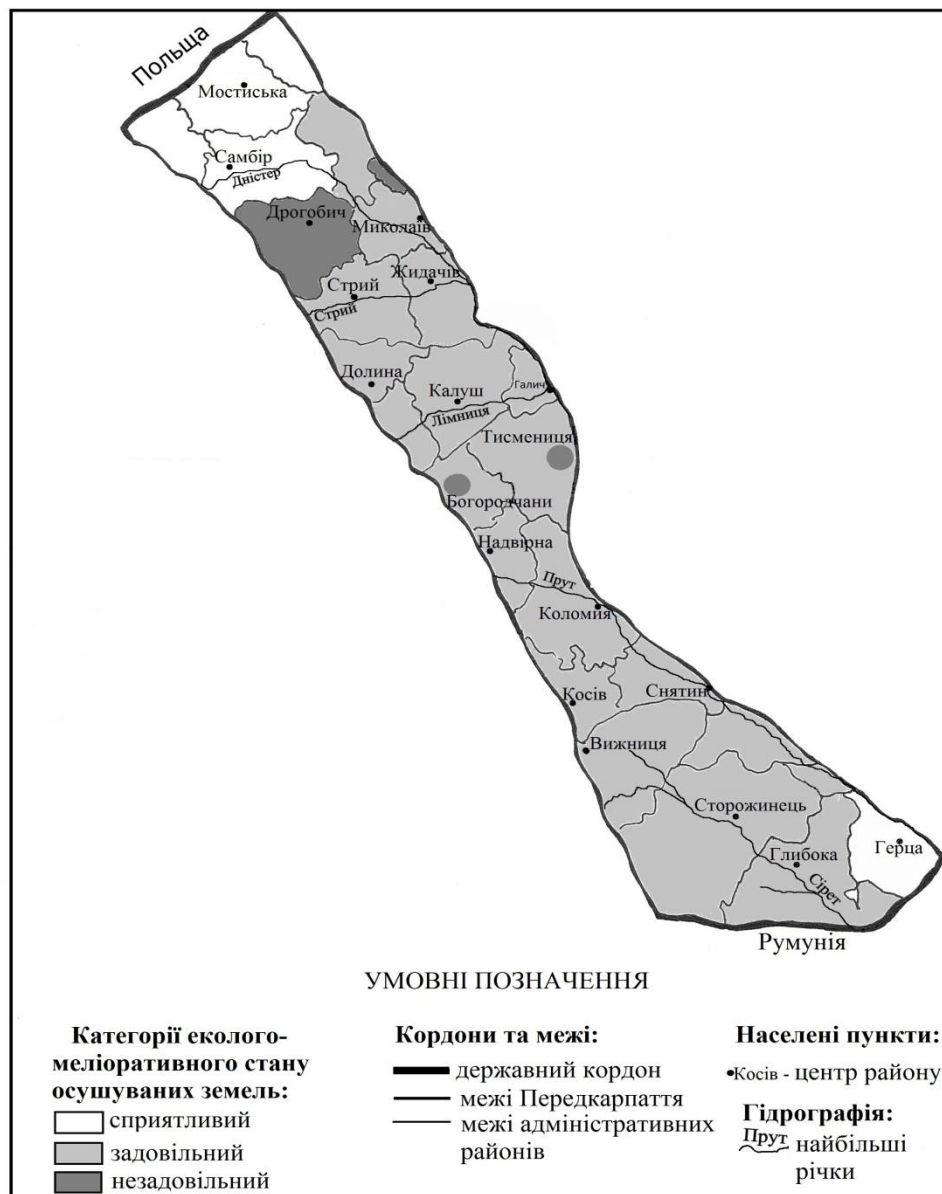 Польща
Мостиська
Самбір
Дністер
Дрогобич
Миколаїв
Жидачів
Стрий
Стрий
Долина
Калуш
Галич
Лімниця
Тисмениця
Богородчани
Надвірна
Прут
Коломия
Косів
Снятин
Вижниця
Сторожинець
Герца
Глибока
Сірет
Румунія
УМОВНІ ПОЗНАЧЕННЯ
Категорії еколого-
меліоративного стану
осушуваних земель:
сприятливий
задовільний
незадовільний
Кордони та межі:
державний кордон
межі Передкарпаття
межі адміністративних
районів
Населені пункти:
Косів - центр району
Гідрографія:
Прут найбільші
річки